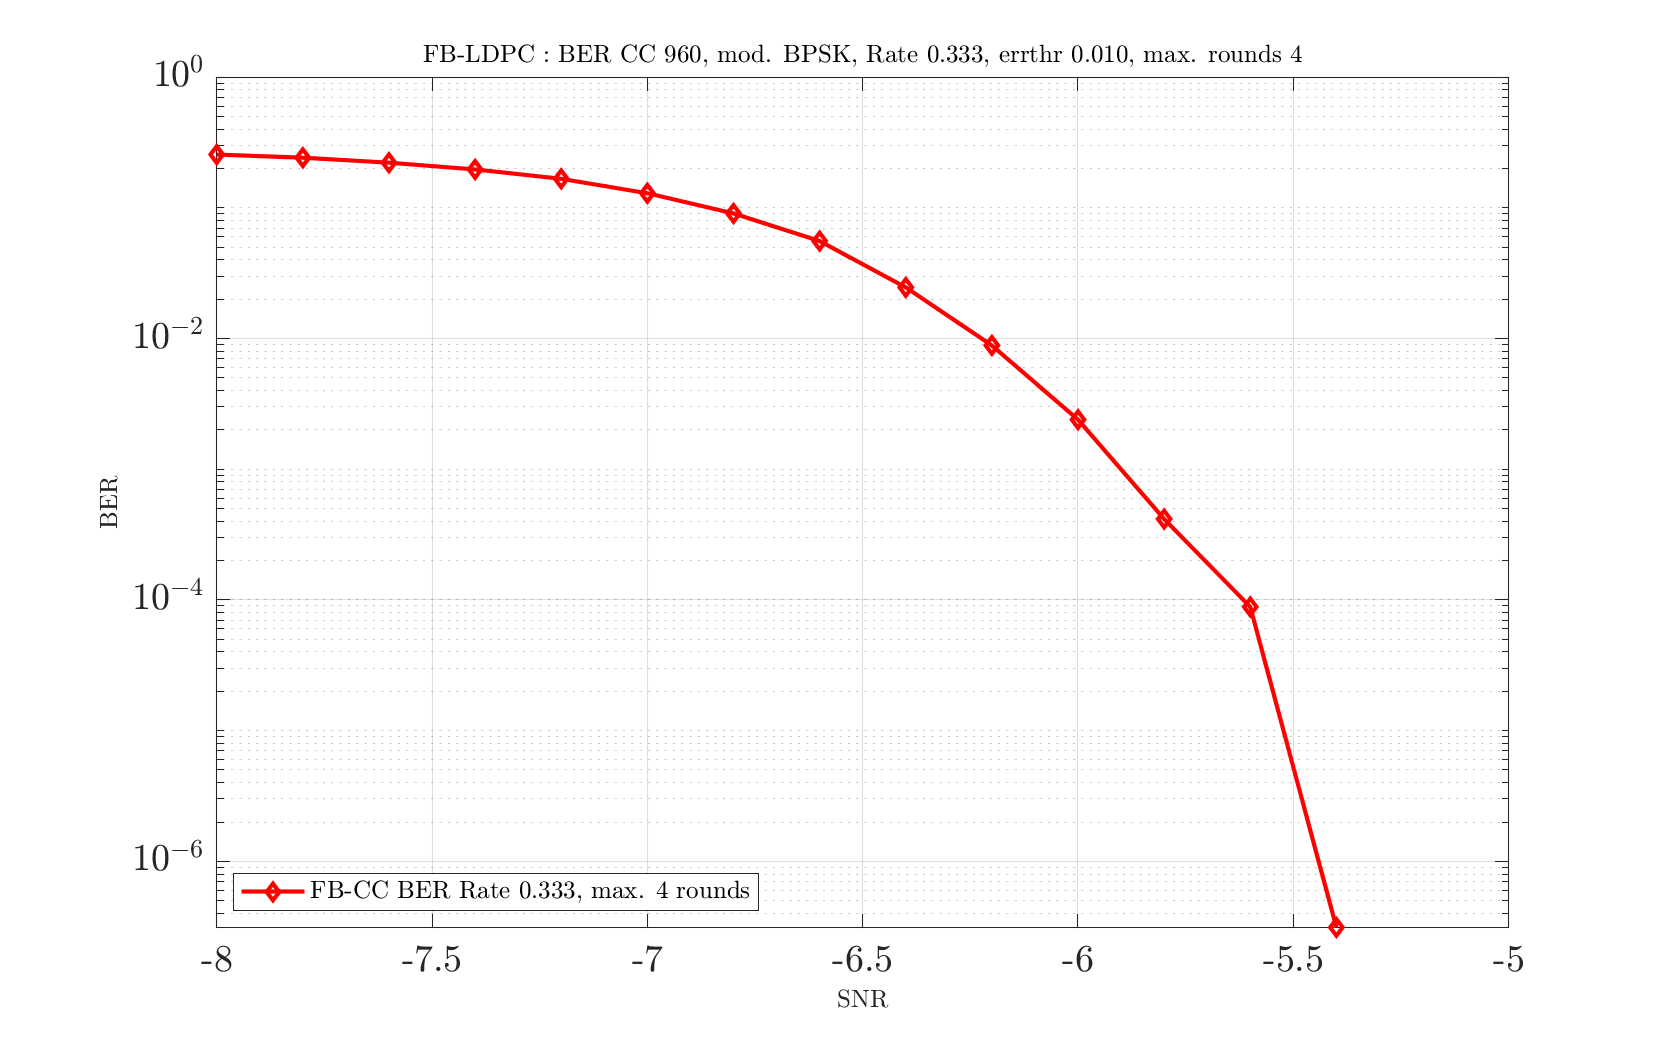 FB-LDPC : BER CC 960, mod. BPSK, Rate 0.333, errthr 0.010, max. rounds 4
10^0
10^-2
10^-4
10^-6
BER
FB-CC BER Rate 0.333, max. 4 rounds
-8 -7.5 -7 -6.5 -6 -5.5 -5
SNR